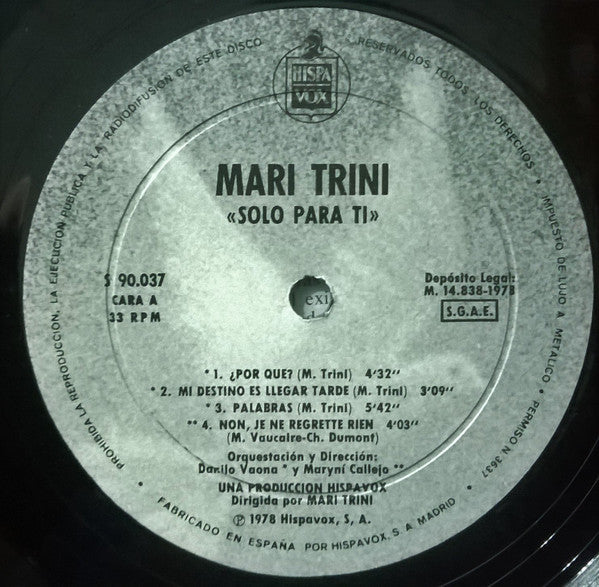 PROHIBIDA LA REPRODUCCION, LA EJECUCION PUBLICA Y LA RADIODIFUSION DE ESTE DISCO
RESERVADOS TODOS LOS DERECHOS • IMPUESTO DE LUJO A METALICO • PERMISO N 3637
HISPA
VOX
MARI TRINI
«SOLO PARA TI»
S 90.037
CARA A
33 RPM
Depósito Legal:
M. 14.838-1978
S.G.A.E.
exi
* 1. ¿POR QUE? (M. Trini) 4'32''
* 2. MI DESTINO ES LLEGAR TARDE (M. Trini) 3'09''
* 3. PALABRAS (M. Trini) 5'42''
** 4. NON, JE NE REGRETTE RIEN 4'03''
(M. Vaucaire-Ch. Dumont)
Orquestación y Dirección:
Danilo Vaona * y Maryní Callejo **
UNA PRODUCCION HISPAVOX
Dirigida por MARI TRINI
℗ 1978 Hispavox, S, A.
• FABRICADO EN ESPAÑA POR HISPAVOX, S. A. MADRID •